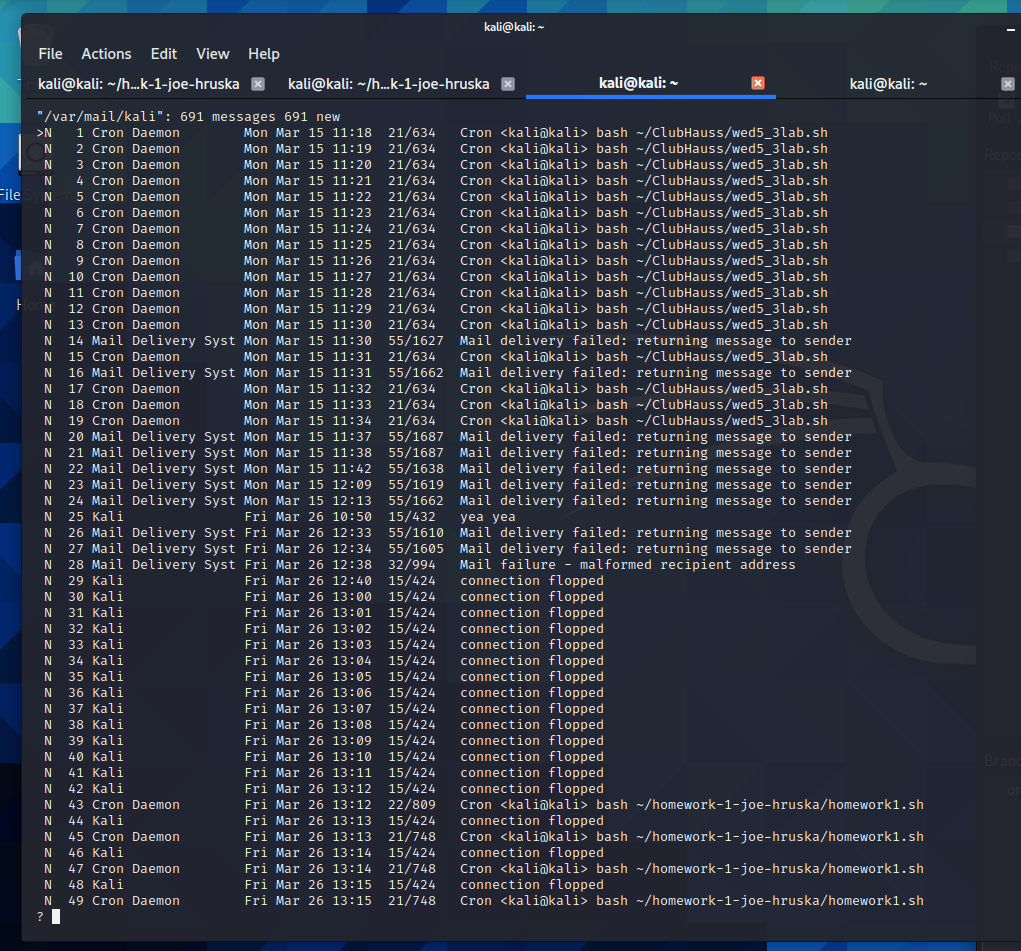 kali@kali: ~
File Actions Edit View Help
kali@kali: ~/h...k-1-joe-hruska kali@kali: ~/h...k-1-joe-hruska kali@kali: ~ kali@kali: ~
"/var/mail/kali": 691 messages 691 new
>N 1 Cron Daemon Mon Mar 15 11:18 21/634 Cron <kali@kali> bash ~/ClubHauss/wed5_3lab.sh
N 2 Cron Daemon Mon Mar 15 11:19 21/634 Cron <kali@kali> bash ~/ClubHauss/wed5_3lab.sh
N 3 Cron Daemon Mon Mar 15 11:20 21/634 Cron <kali@kali> bash ~/ClubHauss/wed5_3lab.sh
N 4 Cron Daemon Mon Mar 15 11:21 21/634 Cron <kali@kali> bash ~/ClubHauss/wed5_3lab.sh
N 5 Cron Daemon Mon Mar 15 11:22 21/634 Cron <kali@kali> bash ~/ClubHauss/wed5_3lab.sh
N 6 Cron Daemon Mon Mar 15 11:23 21/634 Cron <kali@kali> bash ~/ClubHauss/wed5_3lab.sh
N 7 Cron Daemon Mon Mar 15 11:24 21/634 Cron <kali@kali> bash ~/ClubHauss/wed5_3lab.sh
N 8 Cron Daemon Mon Mar 15 11:25 21/634 Cron <kali@kali> bash ~/ClubHauss/wed5_3lab.sh
N 9 Cron Daemon Mon Mar 15 11:26 21/634 Cron <kali@kali> bash ~/ClubHauss/wed5_3lab.sh
N 10 Cron Daemon Mon Mar 15 11:27 21/634 Cron <kali@kali> bash ~/ClubHauss/wed5_3lab.sh
N 11 Cron Daemon Mon Mar 15 11:28 21/634 Cron <kali@kali> bash ~/ClubHauss/wed5_3lab.sh
N 12 Cron Daemon Mon Mar 15 11:29 21/634 Cron <kali@kali> bash ~/ClubHauss/wed5_3lab.sh
N 13 Cron Daemon Mon Mar 15 11:30 21/634 Cron <kali@kali> bash ~/ClubHauss/wed5_3lab.sh
N 14 Mail Delivery Syst Mon Mar 15 11:30 55/1627 Mail delivery failed: returning message to sender
N 15 Cron Daemon Mon Mar 15 11:31 21/634 Cron <kali@kali> bash ~/ClubHauss/wed5_3lab.sh
N 16 Mail Delivery Syst Mon Mar 15 11:31 55/1662 Mail delivery failed: returning message to sender
N 17 Cron Daemon Mon Mar 15 11:32 21/634 Cron <kali@kali> bash ~/ClubHauss/wed5_3lab.sh
N 18 Cron Daemon Mon Mar 15 11:33 21/634 Cron <kali@kali> bash ~/ClubHauss/wed5_3lab.sh
N 19 Cron Daemon Mon Mar 15 11:34 21/634 Cron <kali@kali> bash ~/ClubHauss/wed5_3lab.sh
N 20 Mail Delivery Syst Mon Mar 15 11:37 55/1687 Mail delivery failed: returning message to sender
N 21 Mail Delivery Syst Mon Mar 15 11:38 55/1687 Mail delivery failed: returning message to sender
N 22 Mail Delivery Syst Mon Mar 15 11:42 55/1638 Mail delivery failed: returning message to sender
N 23 Mail Delivery Syst Mon Mar 15 12:09 55/1619 Mail delivery failed: returning message to sender
N 24 Mail Delivery Syst Mon Mar 15 12:13 55/1662 Mail delivery failed: returning message to sender
N 25 Kali Fri Mar 26 10:50 15/432 yea yea
N 26 Mail Delivery Syst Fri Mar 26 12:33 55/1610 Mail delivery failed: returning message to sender
N 27 Mail Delivery Syst Fri Mar 26 12:34 55/1605 Mail delivery failed: returning message to sender
N 28 Mail Delivery Syst Fri Mar 26 12:38 32/994 Mail failure - malformed recipient address
N 29 Kali Fri Mar 26 12:40 15/424 connection flopped
N 30 Kali Fri Mar 26 13:00 15/424 connection flopped
N 31 Kali Fri Mar 26 13:01 15/424 connection flopped
N 32 Kali Fri Mar 26 13:02 15/424 connection flopped
N 33 Kali Fri Mar 26 13:03 15/424 connection flopped
N 34 Kali Fri Mar 26 13:04 15/424 connection flopped
N 35 Kali Fri Mar 26 13:05 15/424 connection flopped
N 36 Kali Fri Mar 26 13:06 15/424 connection flopped
N 37 Kali Fri Mar 26 13:07 15/424 connection flopped
N 38 Kali Fri Mar 26 13:08 15/424 connection flopped
N 39 Kali Fri Mar 26 13:09 15/424 connection flopped
N 40 Kali Fri Mar 26 13:10 15/424 connection flopped
N 41 Kali Fri Mar 26 13:11 15/424 connection flopped
N 42 Kali Fri Mar 26 13:12 15/424 connection flopped
N 43 Cron Daemon Fri Mar 26 13:12 22/809 Cron <kali@kali> bash ~/homework-1-joe-hruska/homework1.sh
N 44 Kali Fri Mar 26 13:13 15/424 connection flopped
N 45 Cron Daemon Fri Mar 26 13:13 21/748 Cron <kali@kali> bash ~/homework-1-joe-hruska/homework1.sh
N 46 Kali Fri Mar 26 13:14 15/424 connection flopped
N 47 Cron Daemon Fri Mar 26 13:14 21/748 Cron <kali@kali> bash ~/homework-1-joe-hruska/homework1.sh
N 48 Kali Fri Mar 26 13:15 15/424 connection flopped
N 49 Cron Daemon Fri Mar 26 13:15 21/748 Cron <kali@kali> bash ~/homework-1-joe-hruska/homework1.sh
?